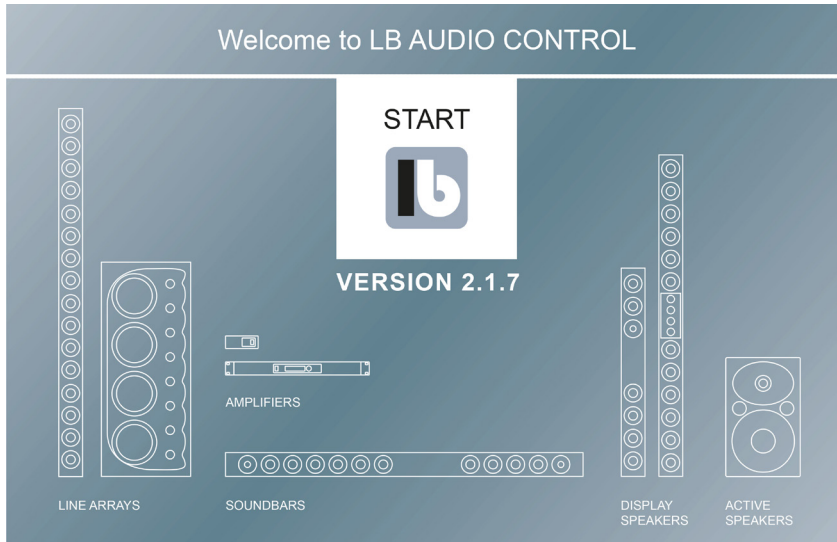 Welcome to LB AUDIO CONTROL
START
lb
VERSION 2.1.7
AMPLIFIERS
LINE ARRAYS
SOUNDBARS
DISPLAY
SPEAKERS
ACTIVE
SPEAKERS